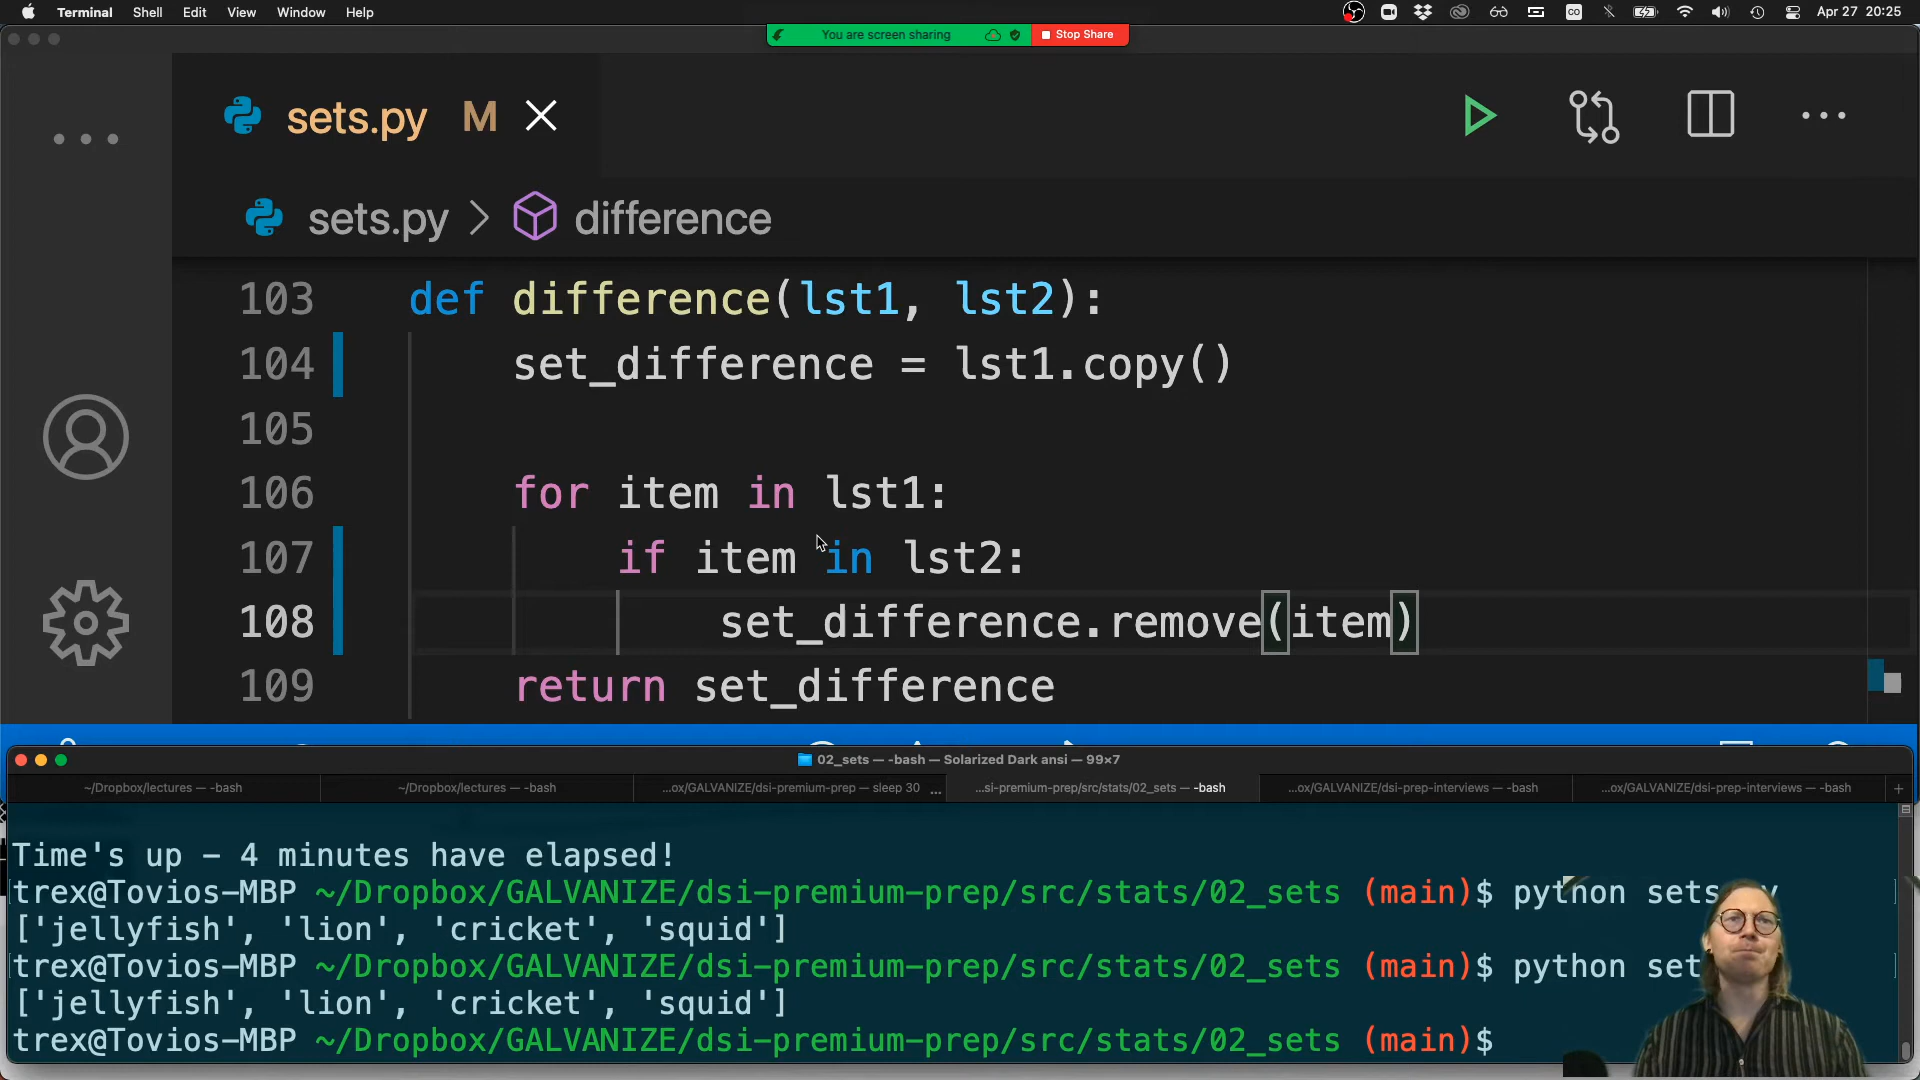 Terminal Shell Edit View Window Help Apr 27 20:25
You are screen sharing Stop Share
sets.py M
sets.py > difference
103 def difference(lst1, lst2):
104 set_difference = lst1.copy()
105
106 for item in lst1:
107 if item in lst2:
108 set_difference.remove(item)
109 return set_difference
02_sets — -bash — Solarized Dark ansi — 99×7
~/Dropbox/lectures — -bash ~/Dropbox/lectures — -bash ...ox/GALVANIZE/dsi-premium-prep — sleep 30 ... ...si-premium-prep/src/stats/02_sets — -bash ...ox/GALVANIZE/dsi-prep-interviews — -bash ...ox/GALVANIZE/dsi-prep-interviews — -bash +
Time's up – 4 minutes have elapsed!
trex@Tovios-MBP ~/Dropbox/GALVANIZE/dsi-premium-prep/src/stats/02_sets (main)$ python sets
['jellyfish', 'lion', 'cricket', 'squid']
trex@Tovios-MBP ~/Dropbox/GALVANIZE/dsi-premium-prep/src/stats/02_sets (main)$ python set
['jellyfish', 'lion', 'cricket', 'squid']
trex@Tovios-MBP ~/Dropbox/GALVANIZE/dsi-premium-prep/src/stats/02_sets (main)$